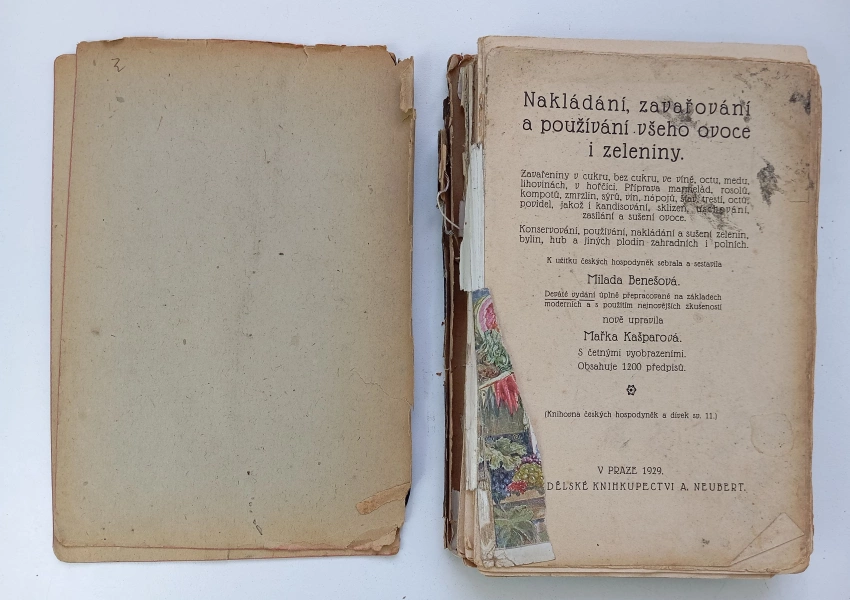 Nakládání, zavařování
a používání všeho ovoce
i zeleniny.
Zavařeniny v cukru, bez cukru, ve víně, octu, medu,
lihovinách, v hořčici. Příprava marmelád, rosolů,
kompotů, zmrzlin, sýrů, vín, nápojů, šťav, trestí, octů,
povidel, jakož i kandisování, sklizeň, uschování,
zasílání a sušení ovoce.
Konservování, používání, nakládání a sušení zelenin,
bylin, hub a jiných plodin zahradních i polních.
K užitku českých hospodyněk sebrala a sestavila
Milada Benešová.
Deváté vydání úplně přepracované na základech
moderních a s použitím nejnovějších zkušeností
nově upravila
Mařka Kašparová.
S četnými vyobrazeními.
Obsahuje 1200 předpisů.
(Knihovna českých hospodyněk a dívek sv. 11.)
V PRAZE 1929.
DĚLSKÉ KNIHKUPECTVÍ A. NEUBERT.